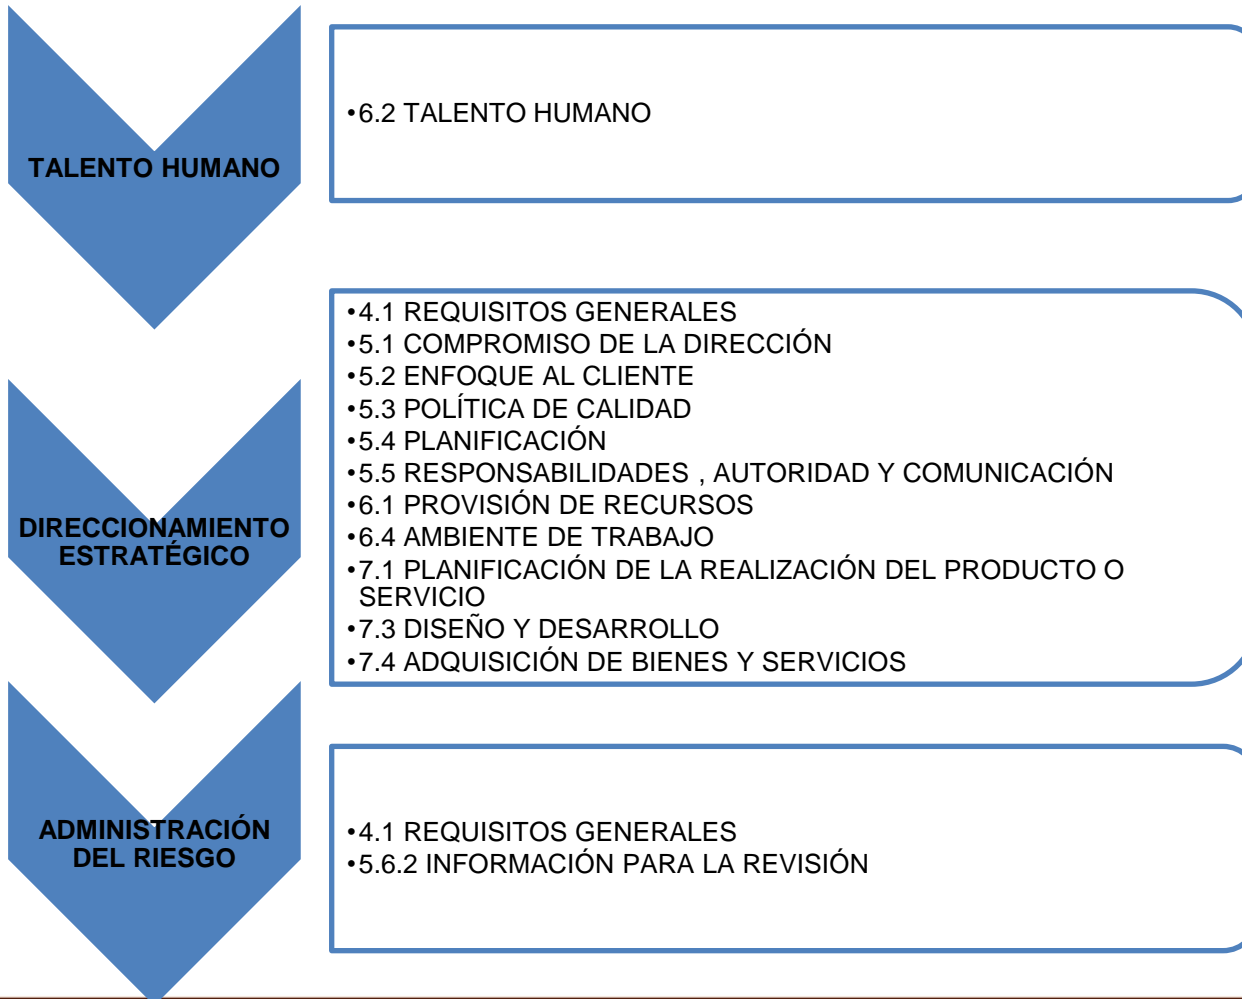 TALENTO HUMANO
•6.2 TALENTO HUMANO
DIRECCIONAMIENTO
ESTRATÉGICO
•4.1 REQUISITOS GENERALES
•5.1 COMPROMISO DE LA DIRECCIÓN
•5.2 ENFOQUE AL CLIENTE
•5.3 POLÍTICA DE CALIDAD
•5.4 PLANIFICACIÓN
•5.5 RESPONSABILIDADES , AUTORIDAD Y COMUNICACIÓN
•6.1 PROVISIÓN DE RECURSOS
•6.4 AMBIENTE DE TRABAJO
•7.1 PLANIFICACIÓN DE LA REALIZACIÓN DEL PRODUCTO O
SERVICIO
•7.3 DISEÑO Y DESARROLLO
•7.4 ADQUISICIÓN DE BIENES Y SERVICIOS
ADMINISTRACIÓN
DEL RIESGO
•4.1 REQUISITOS GENERALES
•5.6.2 INFORMACIÓN PARA LA REVISIÓN